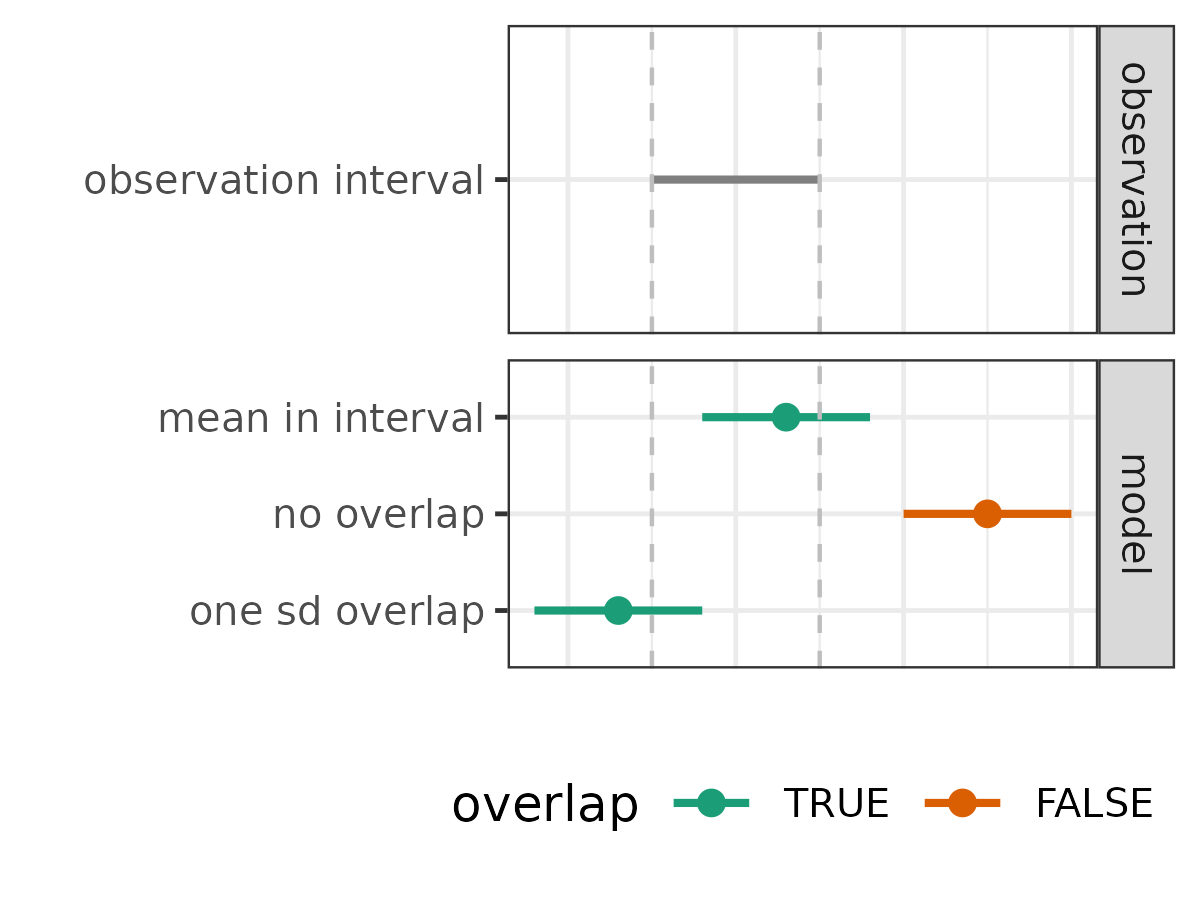 observation interval
observation
mean in interval
no overlap
one sd overlap
model
overlap TRUE FALSE